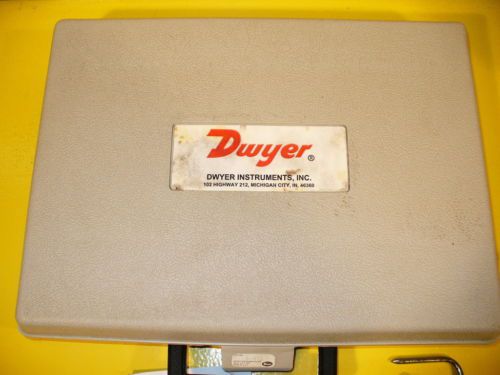 Dwyer®
DWYER INSTRUMENTS, INC.
102 HIGHWAY 212, MICHIGAN CITY, IN. 46360